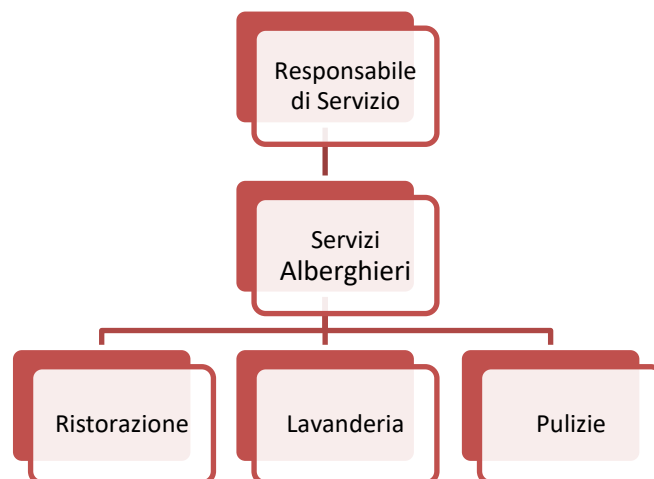 Responsabile
di Servizio
Servizi
Alberghieri
Ristorazione
Lavanderia
Pulizie